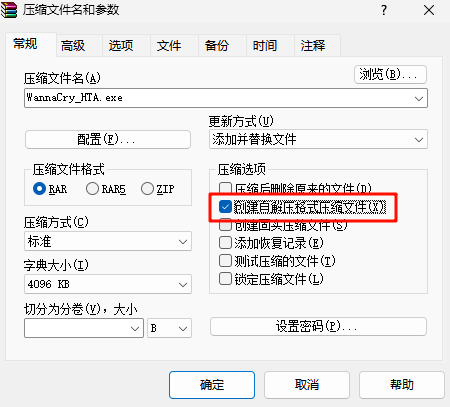 压缩文件名和参数
?
常规 高级 选项 文件 备份 时间 注释
压缩文件名(A)
浏览(B)...
WannaCry_HTA.exe
更新方式(U)
配置(F)...
添加并替换文件
压缩文件格式
RAR RAR5 ZIP
压缩选项
压缩后删除原来的文件(D)
创建自解压格式压缩文件(X)
创建固实压缩文件(S)
添加恢复记录(E)
测试压缩的文件(T)
锁定压缩文件(L)
压缩方式(C)
标准
字典大小(I)
4096 KB
切分为分卷(V)，大小
B
设置密码(P)...
确定 取消 帮助